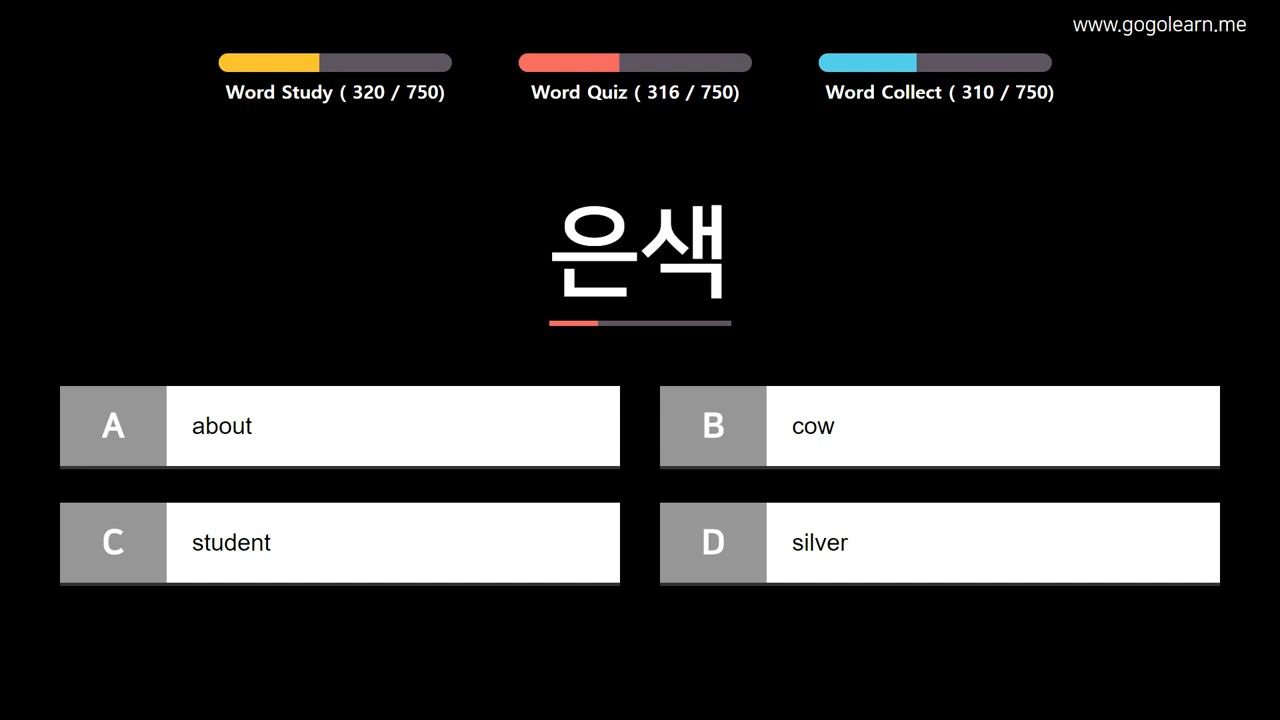 www.gogolearn.me
Word Study ( 320 / 750)
Word Quiz ( 316 / 750)
Word Collect ( 310 / 750)
은색
A about
B cow
C student
D silver